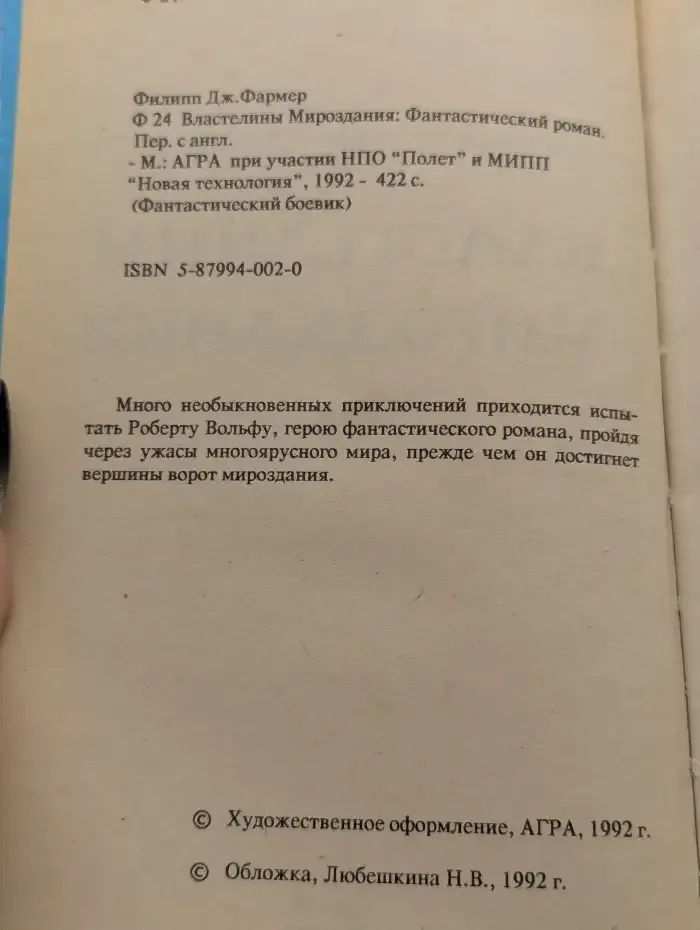 Филипп Дж.Фармер
Ф 24 Властелины Мироздания: Фантастический роман.
Пер. с англ.
- М.: АГРА при участии НПО "Полет" и МИПП
"Новая технология", 1992 - 422 с.
(Фантастический боевик)
ISBN 5-87994-002-0
Много необыкновенных приключений приходится испы-
тать Роберту Вольфу, герою фантастического романа, пройдя
через ужасы многоярусного мира, прежде чем он достигнет
вершины ворот мироздания.
© Художественное оформление, АГРА, 1992 г.
© Обложка, Любешкина Н.В., 1992 г.